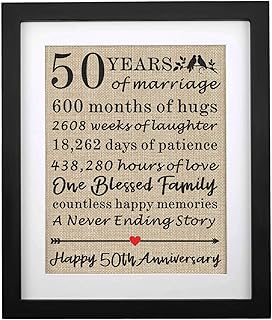 50 YEARS
of marriage
600 months of hugs
2608 weeks of laughter
18,262 days of patience
438,280 hours of love
One Blessed Family
countless happy memories
A Never Ending Story
Happy 50th Anniversary